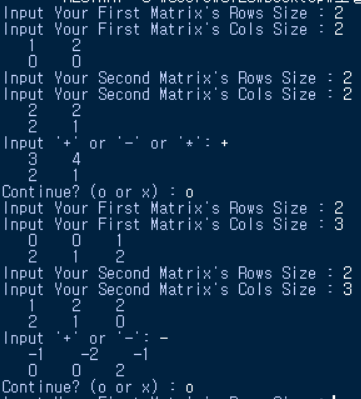 Input Your First Matrix's Rows Size : 2
Input Your First Matrix's Cols Size : 2
1 2
0 0
Input Your Second Matrix's Rows Size : 2
Input Your Second Matrix's Cols Size : 2
2 2
2 1
Input '+' or '-' or '*': +
3 4
2 1
Continue? (o or x) : o
Input Your First Matrix's Rows Size : 2
Input Your First Matrix's Cols Size : 3
0 0 1
2 1 2
Input Your Second Matrix's Rows Size : 2
Input Your Second Matrix's Cols Size : 3
1 2 2
2 1 0
Input '+' or '-': -
-1 -2 -1
0 0 2
Continue? (o or x) : o